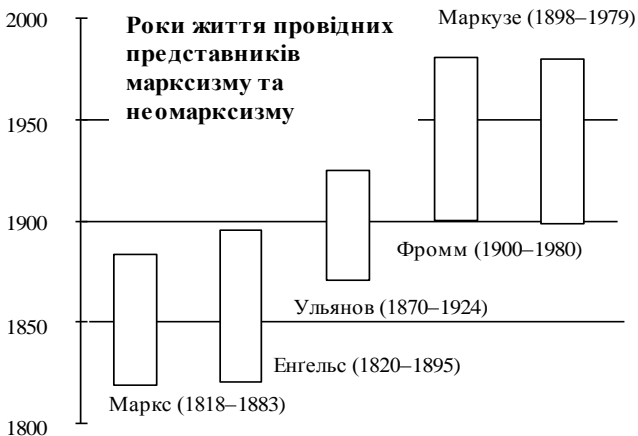 2000
Роки життя провідних
представників
марксизму та
неомарксизму
Маркузе (1898–1979)
1950
1900
Фромм (1900–1980)
Ульянов (1870–1924)
1850
Енґельс (1820–1895)
Маркс (1818–1883)
1800